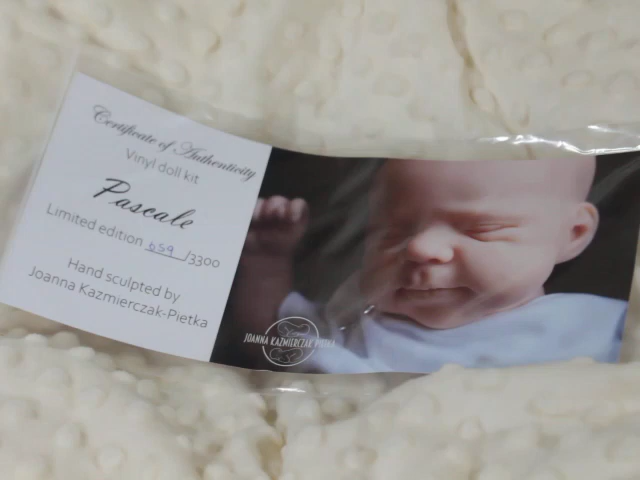 Certificate of Authenticity
Vinyl doll kit
Pascale
Limited edition 659/3300
Hand sculpted by
Joanna Kazmierczak-Pietka
JOANNA KAZMIERCZAK PIETKA